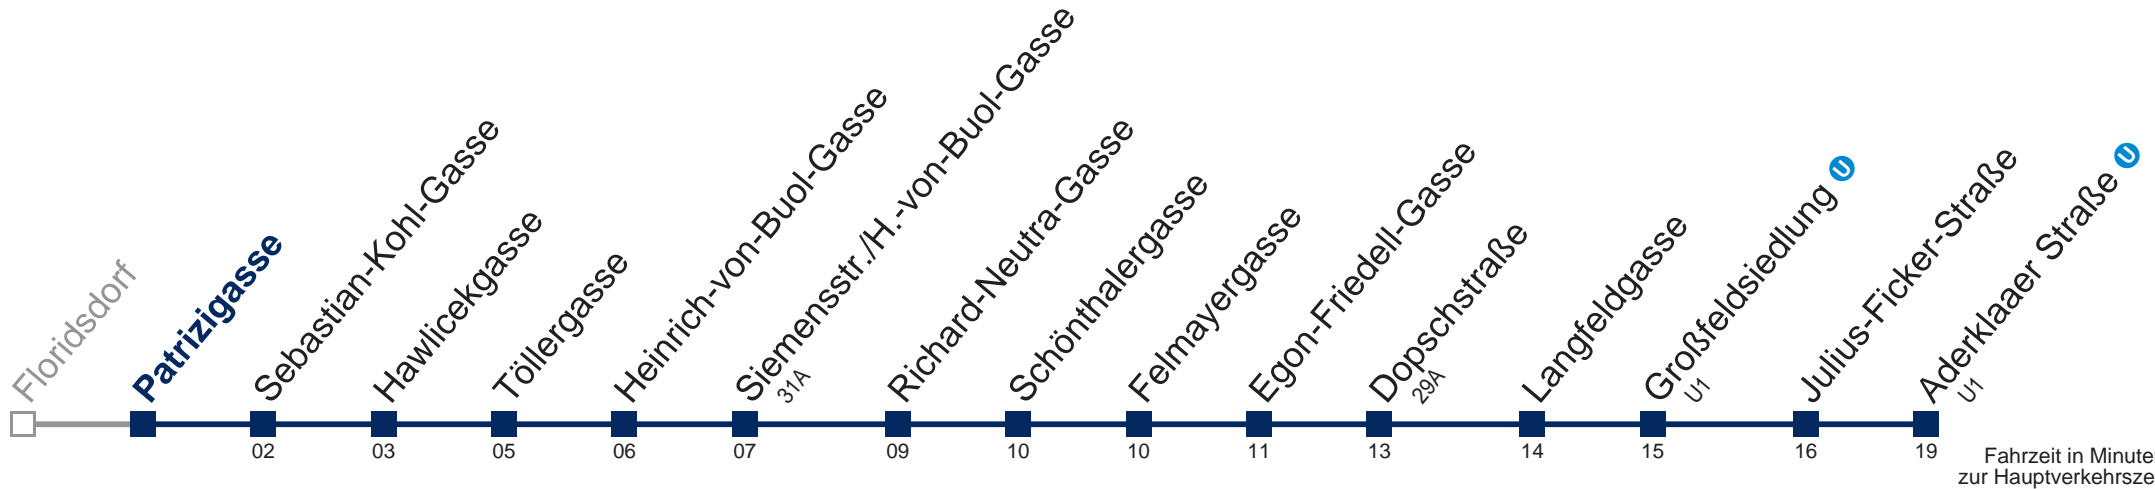 Floridsdorf
Patrizigasse
Sebastian-Kohl-Gasse
Hawlicekgasse
Töllergasse
Heinrich-von-Buol-Gasse
Siemensstr./H.-von-Buol-Gasse
31A
Richard-Neutra-Gasse
Schönthalergasse
Felmayergasse
Egon-Friedell-Gasse
Dopschstraße
29A
Langfeldgasse
Großfeldsiedlung U
U1
Julius-Ficker-Straße
Aderklaaer Straße U
U1
02 03 05 06 07 09 10 10 11 13 14 15 16 19
Fahrzeit in Minute
zur Hauptverkehrsze